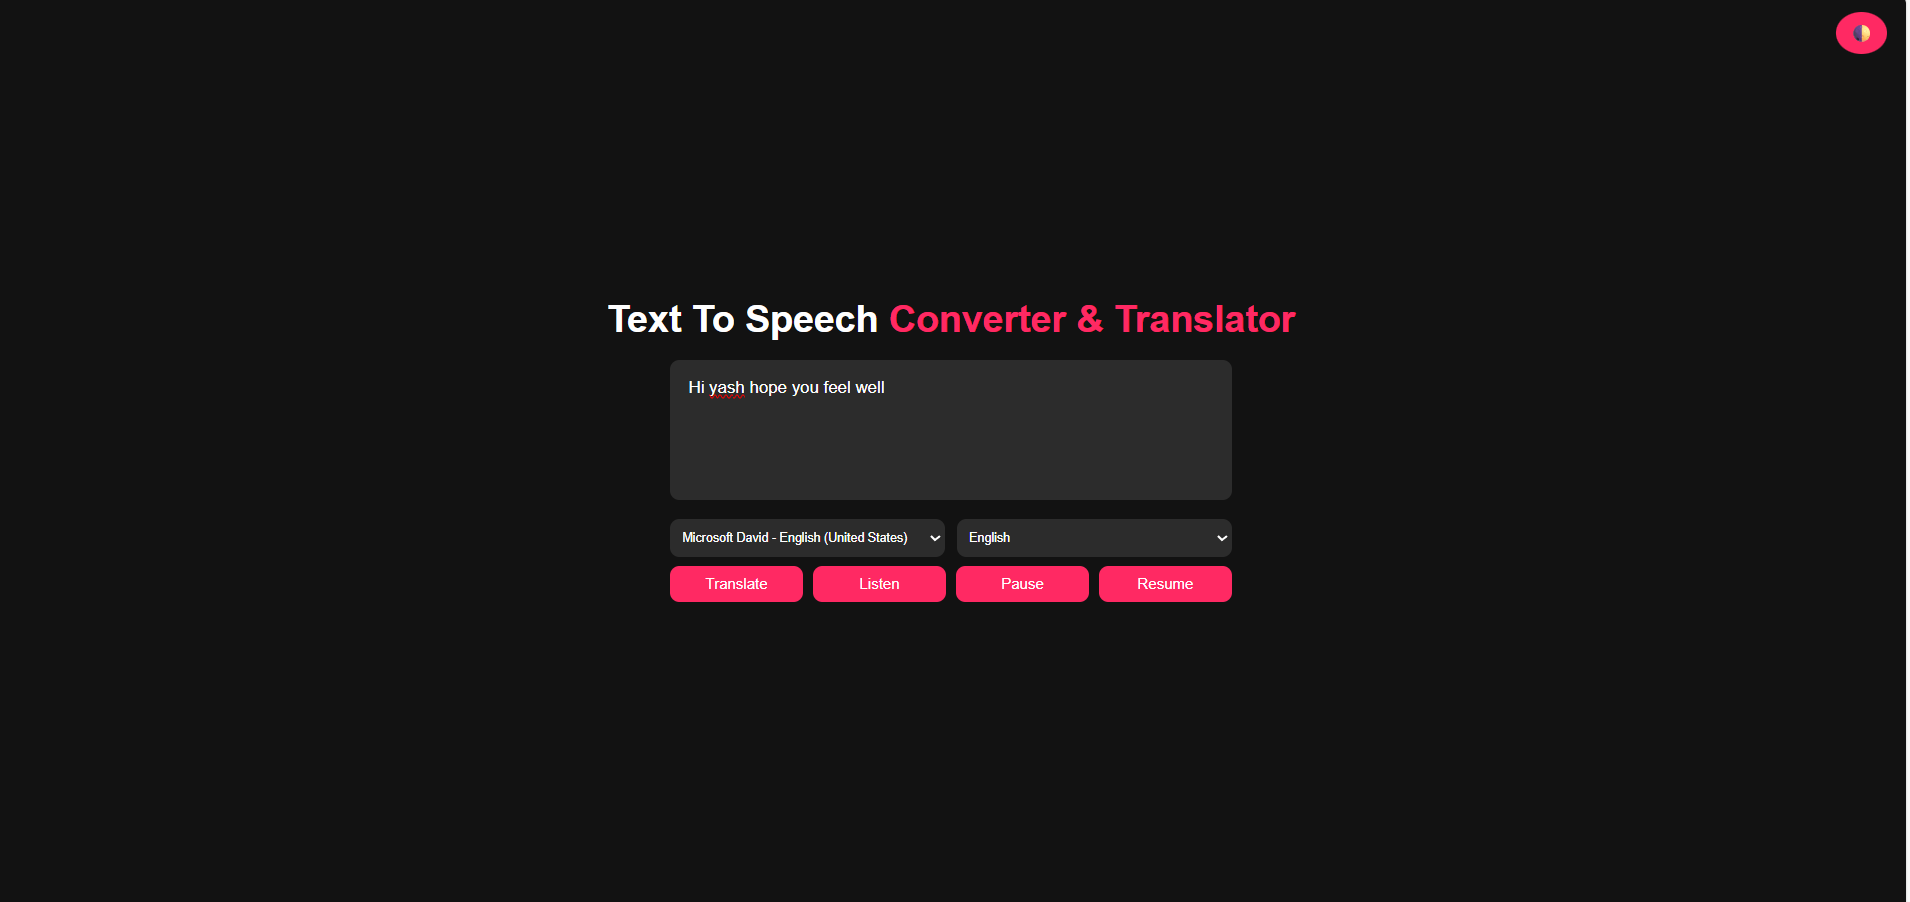 Text To Speech Converter & Translator
Hi yash hope you feel well
Microsoft David - English (United States)
English
Translate
Listen
Pause
Resume